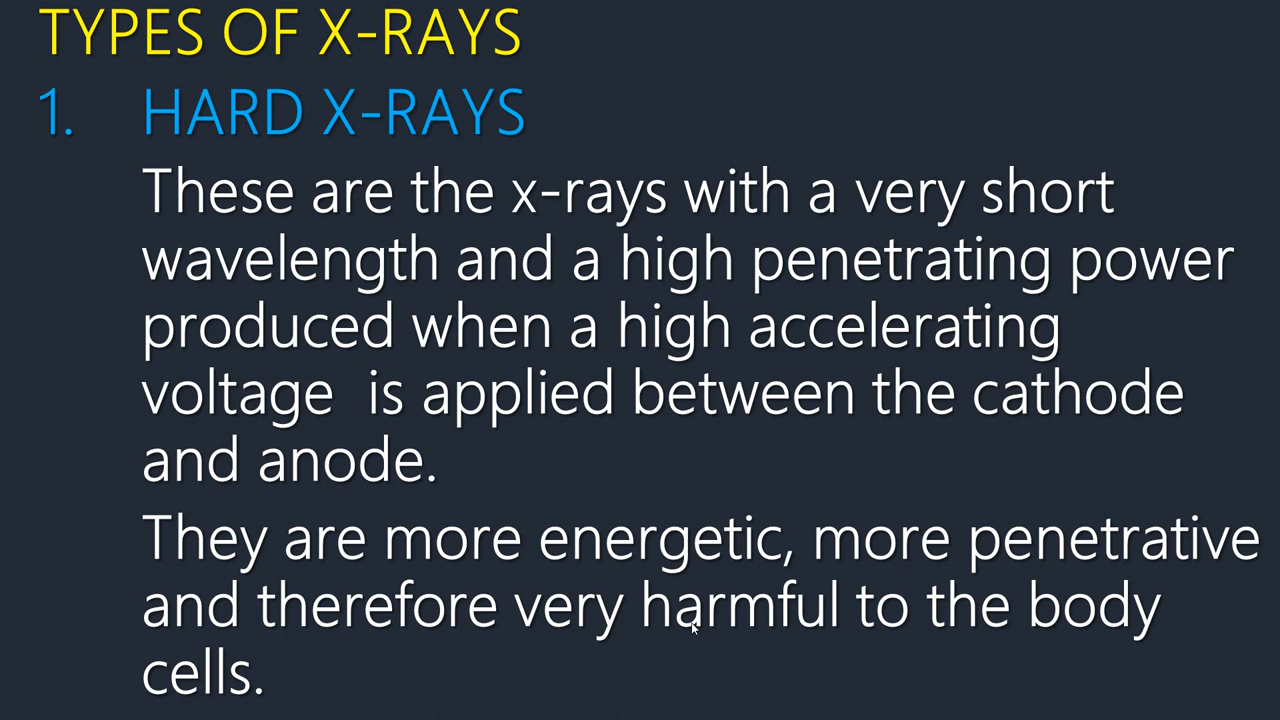 TYPES OF X-RAYS
1. HARD X-RAYS
These are the x-rays with a very short
wavelength and a high penetrating power
produced when a high accelerating
voltage  is applied between the cathode
and anode.
They are more energetic, more penetrative
and therefore very harmful to the body
cells.